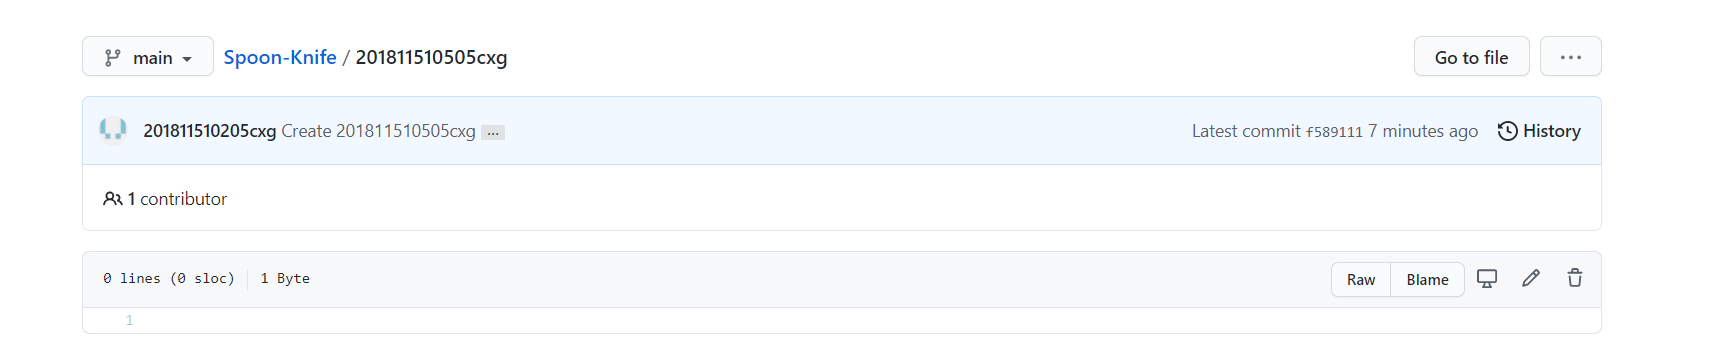 main Spoon-Knife / 201811510505cxg Go to file ...
201811510205cxg Create 201811510505cxg ... Latest commit f589111 7 minutes ago History
1 contributor
0 lines (0 sloc) 1 Byte Raw Blame
1